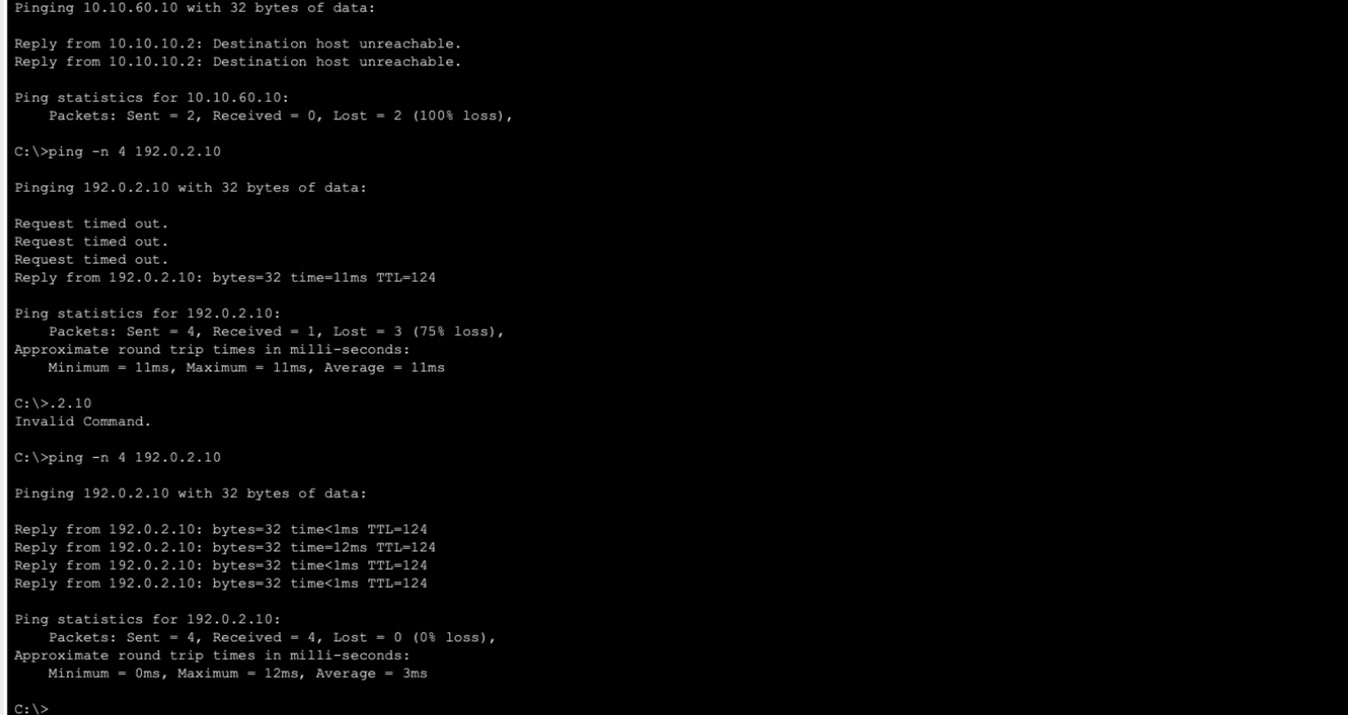 Pinging 10.10.60.10 with 32 bytes of data:
Reply from 10.10.10.2: Destination host unreachable.
Reply from 10.10.10.2: Destination host unreachable.
Ping statistics for 10.10.60.10:
    Packets: Sent = 2, Received = 0, Lost = 2 (100% loss),
C:\>ping -n 4 192.0.2.10
Pinging 192.0.2.10 with 32 bytes of data:
Request timed out.
Request timed out.
Request timed out.
Reply from 192.0.2.10: bytes=32 time=11ms TTL=124
Ping statistics for 192.0.2.10:
    Packets: Sent = 4, Received = 1, Lost = 3 (75% loss),
Approximate round trip times in milli-seconds:
    Minimum = 11ms, Maximum = 11ms, Average = 11ms
C:\>.2.10
Invalid Command.
C:\>ping -n 4 192.0.2.10
Pinging 192.0.2.10 with 32 bytes of data:
Reply from 192.0.2.10: bytes=32 time<1ms TTL=124
Reply from 192.0.2.10: bytes=32 time=12ms TTL=124
Reply from 192.0.2.10: bytes=32 time<1ms TTL=124
Reply from 192.0.2.10: bytes=32 time<1ms TTL=124
Ping statistics for 192.0.2.10:
    Packets: Sent = 4, Received = 4, Lost = 0 (0% loss),
Approximate round trip times in milli-seconds:
    Minimum = 0ms, Maximum = 12ms, Average = 3ms
C:\>